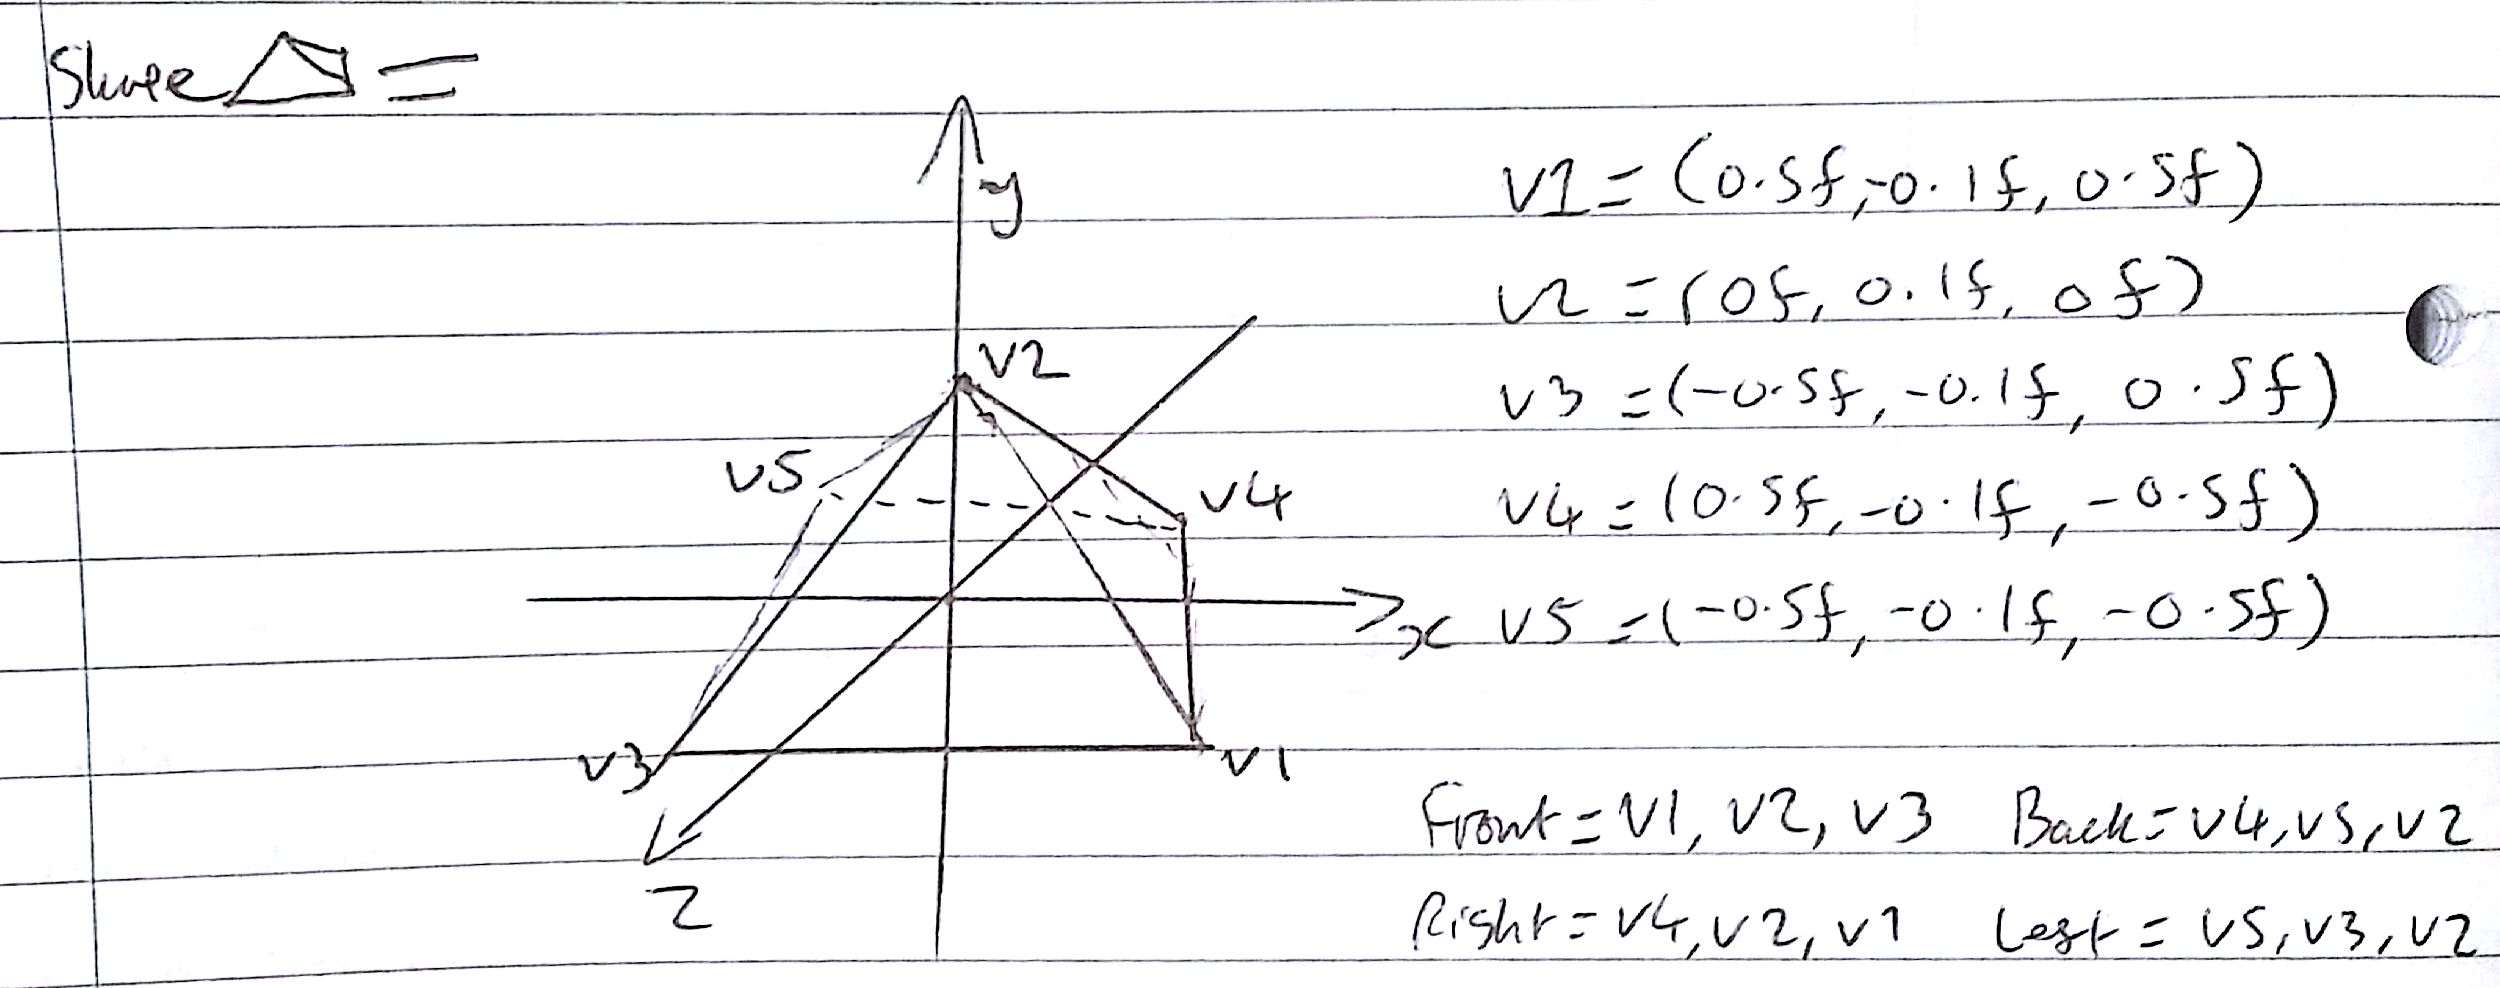 y
V1 = (0.5f, -0.1f, 0.5f)
V2 = (0f, 0.1f, 0f)
V2
V3 = (-0.5f, -0.1f, 0.5f)
V5
V4
V4 = (0.5f, -0.1f, -0.5f)
x
V5 = (-0.5f, -0.1f, -0.5f)
V3
V1
Z
Front = V1, V2, V3 Back = V4, V5, V2
Right = V4, V2, V1 Left = V5, V3, V2